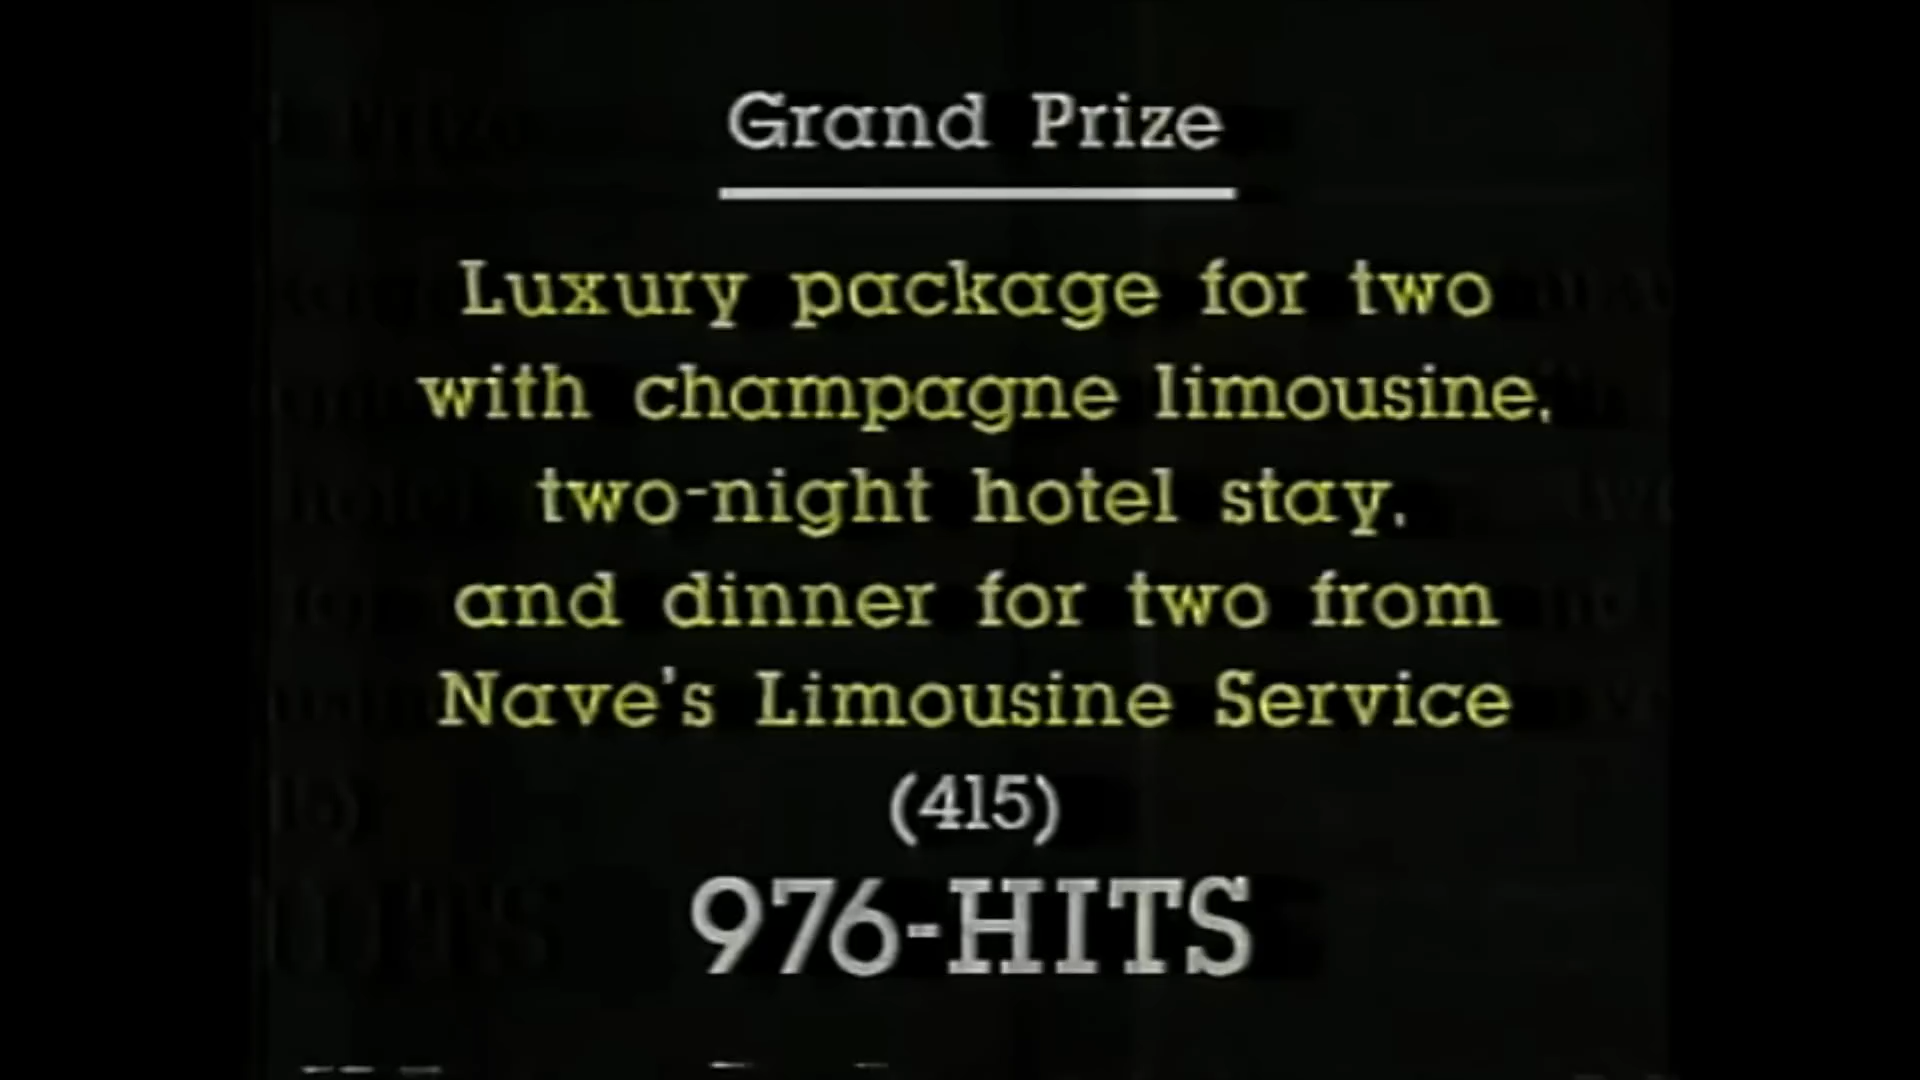 Grand Prize
Luxury package for two
with champagne limousine,
two-night hotel stay,
and dinner for two from
Nave's Limousine Service
(415)
976-HITS